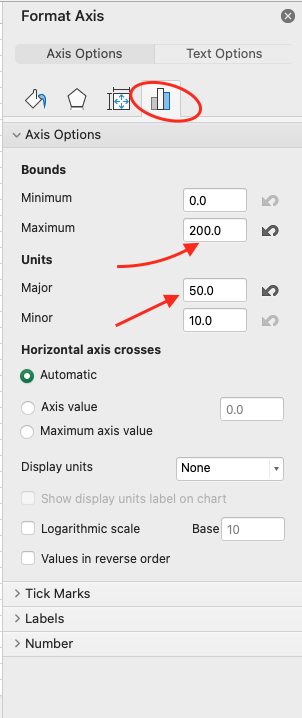 Format Axis
Axis Options Text Options
Axis Options
Bounds
Minimum 0.0
Maximum 200.0
Units
Major 50.0
Minor 10.0
Horizontal axis crosses
Automatic
Axis value 0.0
Maximum axis value
Display units None
Show display units label on chart
Logarithmic scale Base 10
Values in reverse order
Tick Marks
Labels
Number